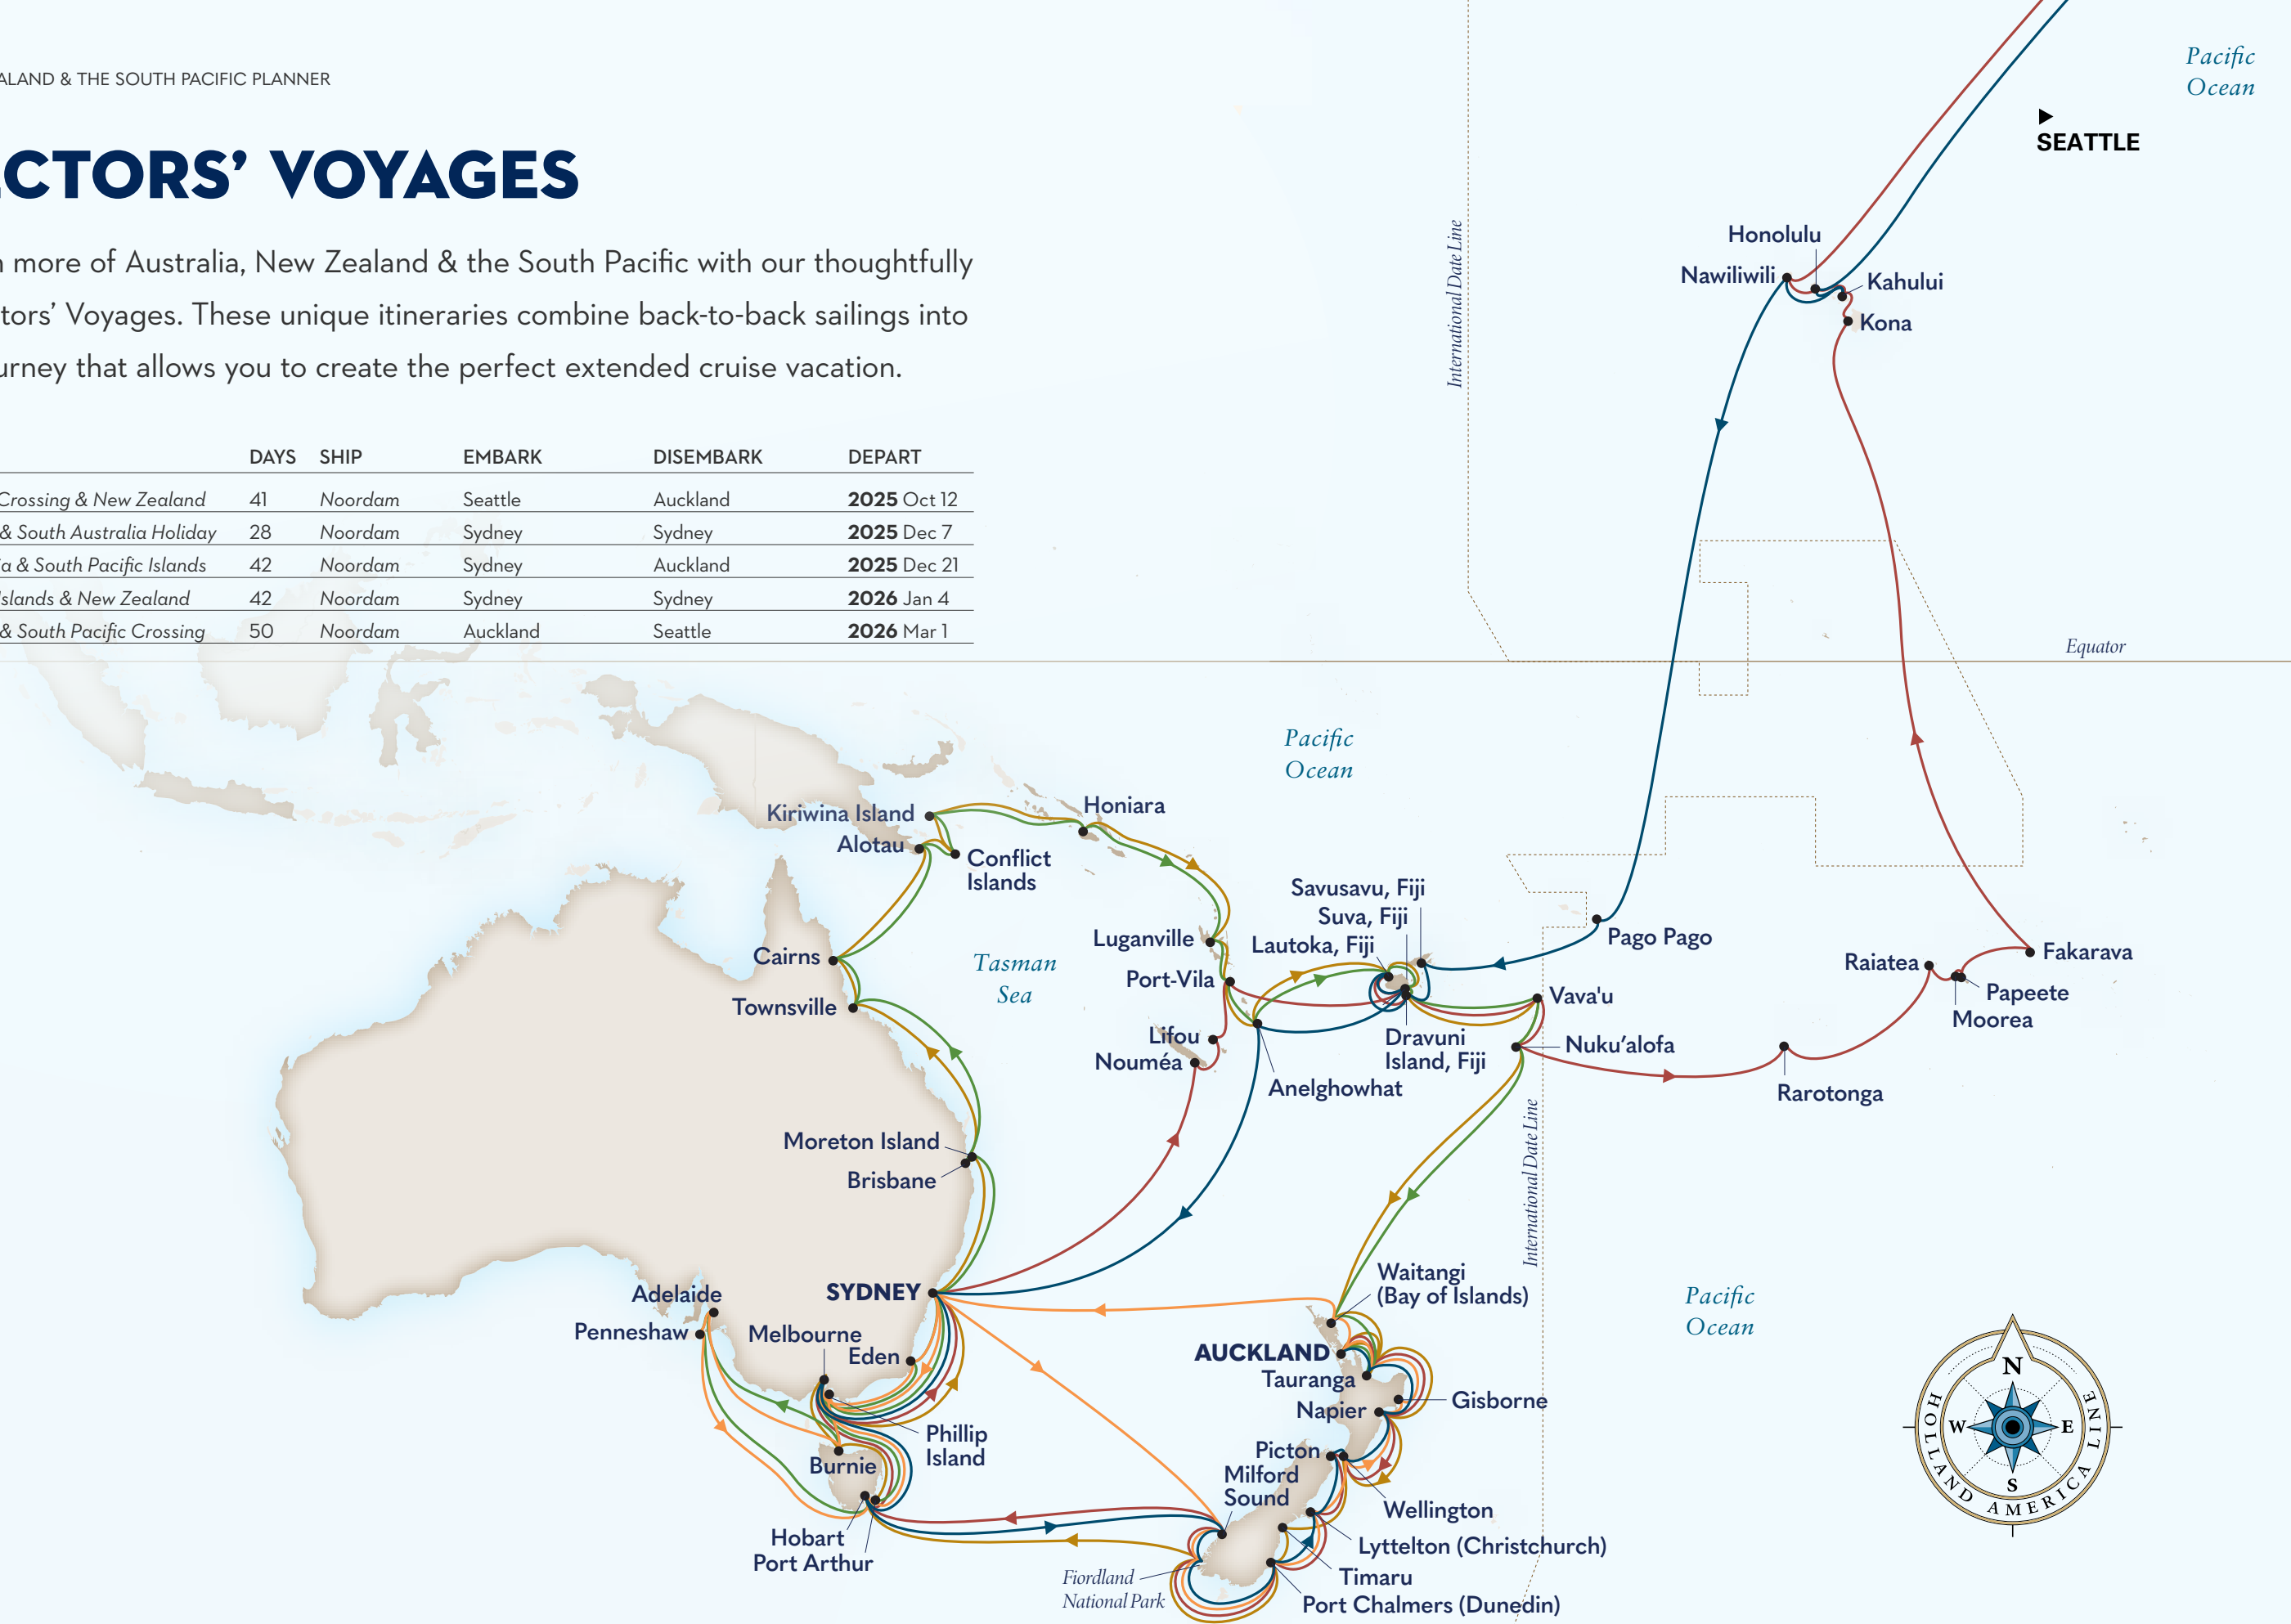 ALAND & THE SOUTH PACIFIC PLANNER
CTORS’ VOYAGES
more of Australia, New Zealand & the South Pacific with our thoughtfully
tors’ Voyages. These unique itineraries combine back-to-back sailings into
urney that allows you to create the perfect extended cruise vacation.
DAYS SHIP EMBARK DISEMBARK DEPART
Crossing & New Zealand 41 Noordam Seattle Auckland 2025 Oct 12
& South Australia Holiday 28 Noordam Sydney Sydney 2025 Dec 7
a & South Pacific Islands 42 Noordam Sydney Auckland 2025 Dec 21
Islands & New Zealand 42 Noordam Sydney Sydney 2026 Jan 4
& South Pacific Crossing 50 Noordam Auckland Seattle 2026 Mar 1
Pacific
Ocean
SEATTLE
International Date Line
Honolulu
Nawiliwili
Kahului
Kona
Equator
Pacific
Ocean
Kiriwina Island
Honiara
Alotau
Conflict
Islands
Savusavu, Fiji
Suva, Fiji
Lautoka, Fiji
Luganville
Pago Pago
Cairns
Tasman
Sea
Port-Vila
Raiatea
Fakarava
Papeete
Moorea
Townsville
Vava'u
Lifou
Nouméa
Dravuni
Island, Fiji
Nuku’alofa
Anelghowhat
Rarotonga
Moreton Island
Brisbane
International Date Line
SYDNEY
Adelaide
Penneshaw
Melbourne
Eden
Waitangi
(Bay of Islands)
Pacific
Ocean
AUCKLAND
Tauranga
Gisborne
Napier
Phillip
Island
Burnie
Picton
Milford
Sound
Wellington
Hobart
Port Arthur
Lyttelton (Christchurch)
Fiordland
National Park
Timaru
Port Chalmers (Dunedin)
N
W
E
S
HOLLAND AMERICA LINE